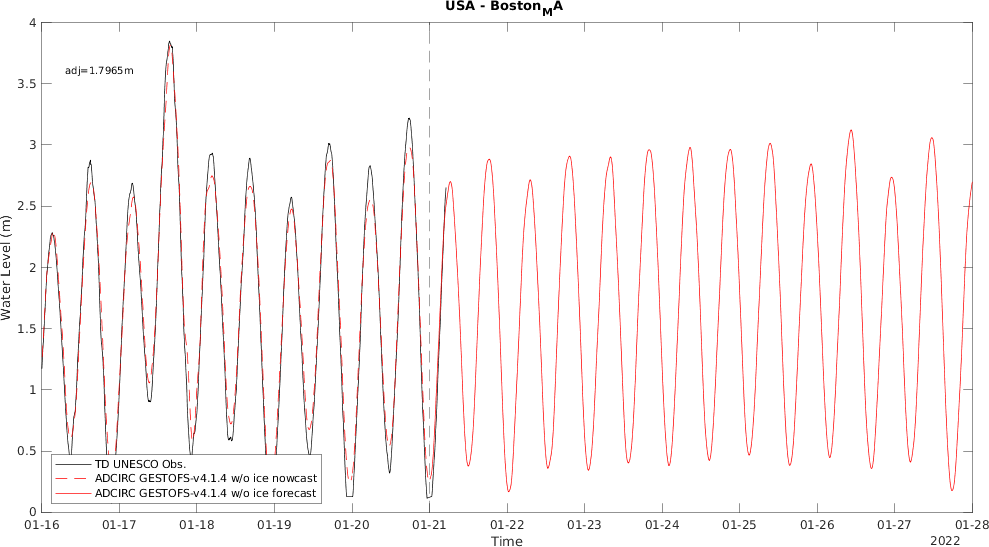 USA - Boston_MA
4
3.5
3
2.5
2
1.5
1
0.5
0
Water Level (m)
adj=1.7965m
TD UNESCO Obs.
ADCIRC GESTOFS-v4.1.4 w/o ice nowcast
ADCIRC GESTOFS-v4.1.4 w/o ice forecast
01-16 01-17 01-18 01-19 01-20 01-21 01-22 01-23 01-24 01-25 01-26 01-27 01-28
Time
2022